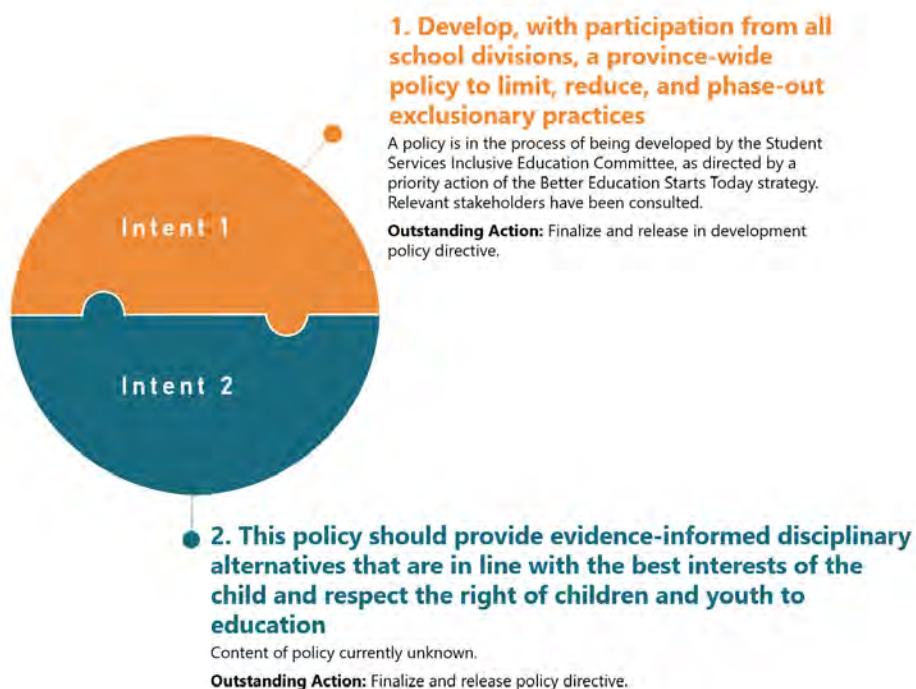 1. Develop, with participation from all
school divisions, a province-wide
policy to limit, reduce, and phase-out
exclusionary practices
A policy is in the process of being developed by the Student
Services Inclusive Education Committee, as directed by a
priority action of the Better Education Starts Today strategy.
Relevant stakeholders have been consulted.
Outstanding Action: Finalize and release in development
policy directive.
Intent 1
Intent 2
2. This policy should provide evidence-informed disciplinary
alternatives that are in line with the best interests of the
child and respect the right of children and youth to
education
Content of policy currently unknown.
Outstanding Action: Finalize and release policy directive.